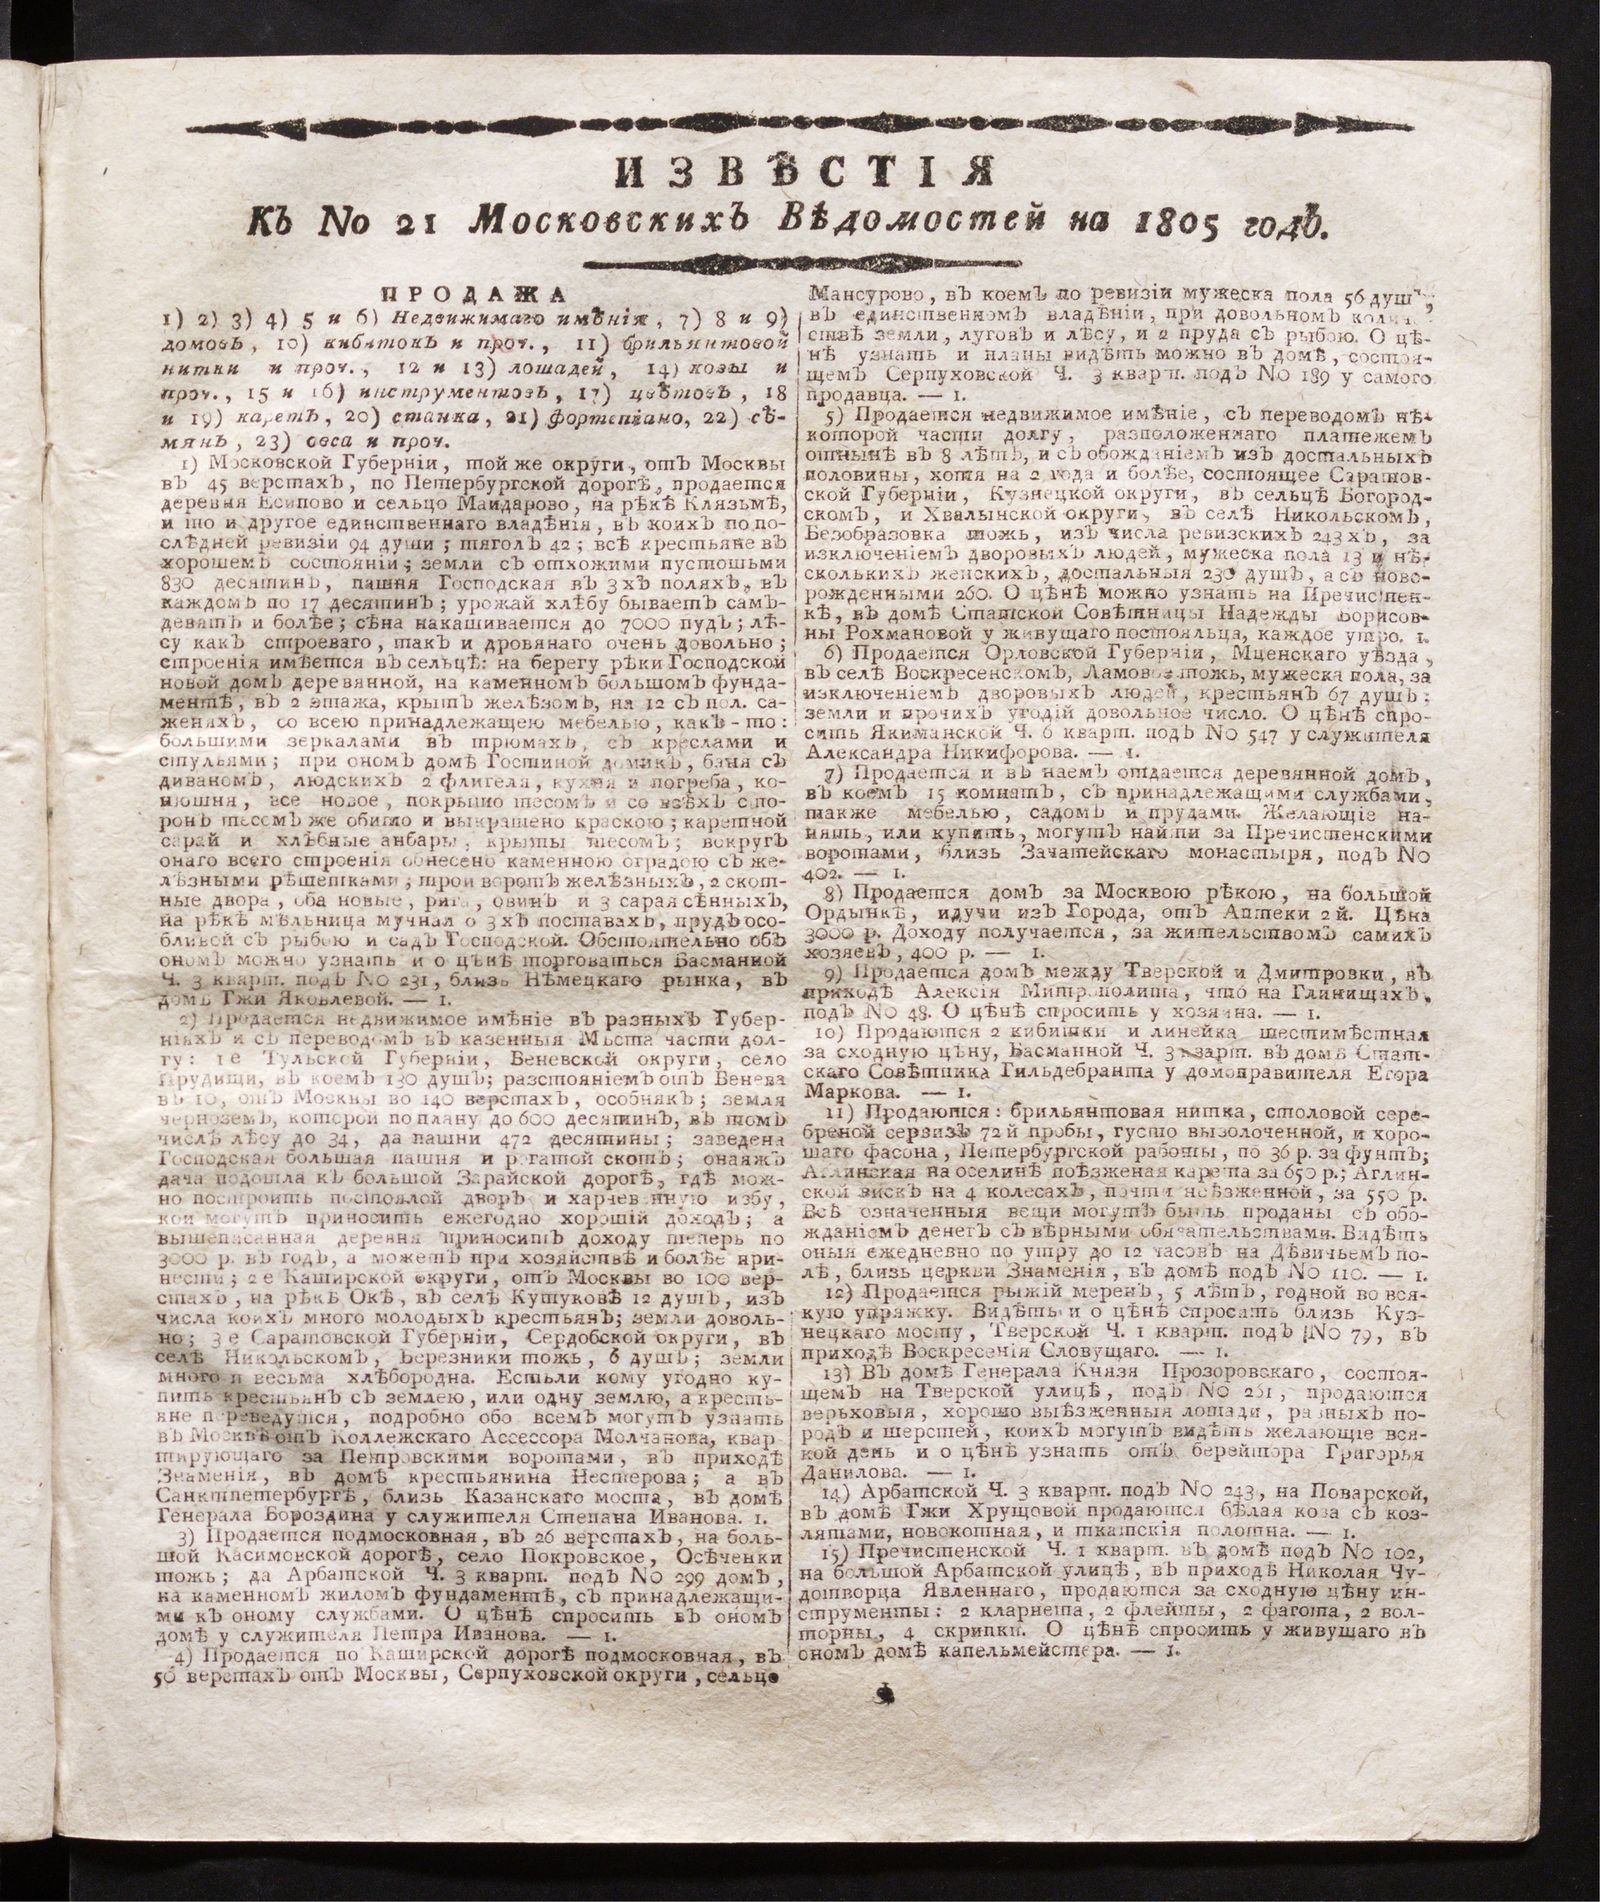 ИЗВѢСТІЯ
Къ No 21 Московскихъ Вѣдомостей на 1805 годъ.
ПРОДАЖА
1) 2) 3) 4) 5 и 6) Недвижимаго имѣнія, 7) 8 и 9)
домовъ, 10) кибитокъ и проч., 11) брильянтовой
нитки и проч., 12 и 13) лошадей, 14) козы и
проч., 15 и 16) инструментовъ, 17) цвѣтовъ, 18
и 19) каретъ, 20) станка, 21) фортепіано, 22) сѣ-
мянъ, 23) овса и проч.
1) Московской Губерніи, той же округи, отъ Москвы
въ 45 верстахъ, по Петербургской дорогѣ, продается
деревня Есипово и сельцо Майдарово, на рѣкѣ Клязьмѣ,
и то и другое единственнаго владѣнія, въ коихъ по по-
слѣдней ревизіи 94 души; тяголъ 42; всѣ крестьяне въ
хорошемъ состояніи; земли съ отхожими пустошьми
830 десятинъ, пашня Господская въ 3хъ поляхъ, въ
каждомъ по 17 десятинъ; урожай хлѣбу бываетъ самъ-
девятъ и болѣе; сѣна накашивается до 7000 пудъ; лѣ-
су какъ строеваго, такъ и дровянаго очень довольно;
строенія имѣется въ сельцѣ: на берегу рѣки Господской
новой домъ деревянной, на каменномъ большомъ фунда-
ментѣ, въ 2 этажа, крытъ желѣзомъ, на 12 съ пол. са-
женяхъ, со всею принадлежащею мебелью, какъ-то:
большими зеркалами въ трюмахъ, съ креслами и
стульями; при ономъ домѣ Гостиной домикъ, баня съ
диваномъ, людскихъ 2 флигеля, кухня и погреба, ко-
нюшня, все новое, покрыто тесомъ и со всѣхъ сто-
ронъ тесомъ же обито и выкрашено краскою; каретной
сарай и хлѣбные анбары, крыты тесомъ; вокругъ
онаго всего строенія обнесено каменною оградою съ же-
лѣзными рѣшетками; трои воротъ желѣзныхъ, 2 скот-
ные двора, оба новые, рига, овинъ и 3 сарая сѣнныхъ,
на рѣкѣ мѣльница мучная о 3хъ поставахъ, прудъ осо-
бливой съ рыбою и садъ Господской. Обстоятельно объ
ономъ можно узнать и о цѣнѣ торговаться Басманной
Ч. 3 кварт. подъ No 231, близь Нѣмецкаго рынка, въ
домѣ Гжи Яковлевой. — 1.
2) Продается недвижимое имѣніе въ разныхъ Губер-
ніяхъ и съ переводомъ въ казенныя Мѣста части дол-
гу: 1е Тульской Губерніи, Веневской округи, село
Прудищи, въ коемъ 130 душъ; разстояніемъ отъ Венева
въ 10, отъ Москвы во 140 верстахъ, особнякъ; земля
черноземъ, которой по плану до 600 десятинъ, въ томъ
числѣ лѣсу до 34, да пашни 472 десятины; заведена
Господская большая пашня и рогатой скотъ; онаяжъ
дача подошла къ большой Зарайской дорогѣ, гдѣ мож-
но построить постоялой дворъ и харчевенную избу,
кои могутъ приносить ежегодно хорошій доходъ; а
вышеписанная деревня приноситъ доходу теперь по
3000 р. въ годъ, а можетъ при хозяйствѣ и болѣе при-
нести; 2е Каширской округи, отъ Москвы во 100 вер-
стахъ, на рѣкѣ Окѣ, въ селѣ Кутуковѣ 12 душъ, изъ
числа коихъ много молодыхъ крестьянъ; земли доволь-
но; 3е Саратовской Губерніи, Сердобской округи, въ
селѣ Никольскомъ, Березники тожъ, 6 душъ; земли
много и весьма хлѣбородна. Естьли кому угодно ку-
пить крестьянъ съ землею, или одну землю, а кресть-
яне переведутся, подробно обо всемъ могутъ узнать
въ Москвѣ отъ Коллежскаго Ассессора Молчанова, квар-
тирующаго за Петровскими воротами, въ приходѣ
Знаменія, въ домѣ крестьянина Нестерова; а въ
Санктпетербургѣ, близь Казанскаго моста, въ домѣ
Генерала Бороздина у служителя Степана Иванова. 1.
3) Продается подмосковная, въ 26 верстахъ, на боль-
шой Касимовской дорогѣ, село Покровское, Осѣченки
тожъ; да Арбатской Ч. 3 кварт. подъ No 299 домъ,
на каменномъ жиломъ фундаментѣ, съ принадлежащи-
ми къ оному службами. О цѣнѣ спросить въ ономъ
домѣ у служителя Петра Иванова. — 1.
4) Продается по Каширской дорогѣ подмосковная, въ
56 верстахъ отъ Москвы, Серпуховской округи, сельцо
Мансурово, въ коемъ по ревизіи мужеска пола 56 душъ,
въ единственномъ владѣніи, при довольномъ колич
ствѣ земли, луговъ и лѣсу, и 2 пруда съ рыбою. О цѣ-
нѣ узнать и планы видѣть можно въ домѣ, состоя-
щемъ Серпуховской Ч. 3 кварт. подъ No 189 у самого
продавца. — 1.
5) Продается недвижимое имѣніе, съ переводомъ нѣ-
которой части долгу, расположеннаго платежемъ
отнынѣ въ 8 лѣтъ, и съ обожданіемъ изъ достальныхъ
половины, хотя на 2 года и болѣе, состоящее Саратов-
ской Губерніи, Кузнецкой округи, въ сельцѣ Богород-
скомъ, и Хвалынской округи, въ селѣ Никольскомъ,
Безобразовка тожъ, изъ числа ревизскихъ 243хъ, за
изключеніемъ дворовыхъ людей, мужеска пола 13 и нѣ-
сколькихъ женскихъ, достальныя 230 душъ, а съ ново-
рожденными 260. О цѣнѣ можно узнать на Пречистен-
кѣ, въ домѣ Статской Совѣтницы Надежды Борисов-
ны Рохмановой у живущаго постояльца, каждое утро. 1.
6) Продается Орловской Губерніи, Мценскаго уѣзда,
въ селѣ Воскресенскомъ, Ламовое тожъ, мужеска пола, за
изключеніемъ дворовыхъ людей, крестьянъ 67 душъ;
земли и прочихъ угодій довольное число. О цѣнѣ спро-
сить Якиманской Ч. 6 кварт. подъ No 547 у служителя
Александра Никифорова. — 1.
7) Продается и въ наемъ отдается деревянной домъ,
въ коемъ 15 комнатъ, съ принадлежащими службами,
также мебелью, садомъ и прудами. Желающіе на-
нять, или купить, могутъ найти за Пречистенскими
воротами, близь Зачатейскаго монастыря, подъ No
402. — 1.
8) Продается домъ за Москвою рѣкою, на большой
Ордынкѣ, идучи изъ Города, отъ Аптеки 2й. Цѣна
3000 р. Доходу получается, за жительствомъ самихъ
хозяевъ, 400 р. — 1.
9) Продается домъ между Тверской и Дмитровки, въ
приходѣ Алексія Митрополита, что на Глинищахъ,
подъ No 48. О цѣнѣ спросить у хозяина. — 1.
10) Продаются 2 кибитки и линейка шестимѣстная
за сходную цѣну, Басманной Ч. 3 кварт. въ домѣ Стат-
скаго Совѣтника Гильдебранта у домоправителя Егора
Маркова. — 1.
11) Продаются: брильянтовая нитка, столовой сере-
бреной сервизъ 72й пробы, густо вызолоченной, и хоро-
шаго фасона, Петербургской работы, по 36 р. за фунтъ;
Аглинская на оселинѣ поѣзженая карета за 650 р.; Аглин-
ской вискъ на 4 колесахъ, почти неѣзженной, за 550 р.
Всѣ означенныя вещи могутъ быть проданы съ обо-
жданіемъ денегъ съ вѣрными обязательствами. Видѣть
оныя ежедневно по утру до 12 часовъ на Дѣвичьемъ по-
лѣ, близь церкви Знаменія, въ домѣ подъ No 110. — 1.
12) Продается рыжій меренъ, 5 лѣтъ, годной во вся-
кую упряжку. Видѣть и о цѣнѣ спросить близь Куз-
нецкаго мосту, Тверской Ч. 1 кварт. подъ No 79, въ
приходѣ Воскресенія Словущаго. — 1.
13) Въ домѣ Генерала Князя Прозоровскаго, состоя-
щемъ на Тверской улицѣ, подъ No 251, продаются
верьховыя, хорошо выѣзженныя лошади, разныхъ по-
родъ и шерстей, коихъ могутъ видѣть желающіе вся-
кой день и о цѣнѣ узнать отъ берейтора Григорья
Данилова. — 1.
14) Арбатской Ч. 3 кварт. подъ No 243, на Поварской,
въ домѣ Гжи Хрущовой продаются бѣлая коза съ коз-
лятами, новокотная, и ткатскія полотна. — 1.
15) Пречистенской Ч. 1 кварт. въ домѣ подъ No 102,
на большой Арбатской улицѣ, въ приходѣ Николая Чу-
дотворца Явленнаго, продаются за сходную цѣну ин-
струменты: 2 кларнета, 2 флейты, 2 фагота, 2 вол-
торны, 4 скрипки. О цѣнѣ спросить у живущаго въ
ономъ домѣ капельмейстера. — 1.